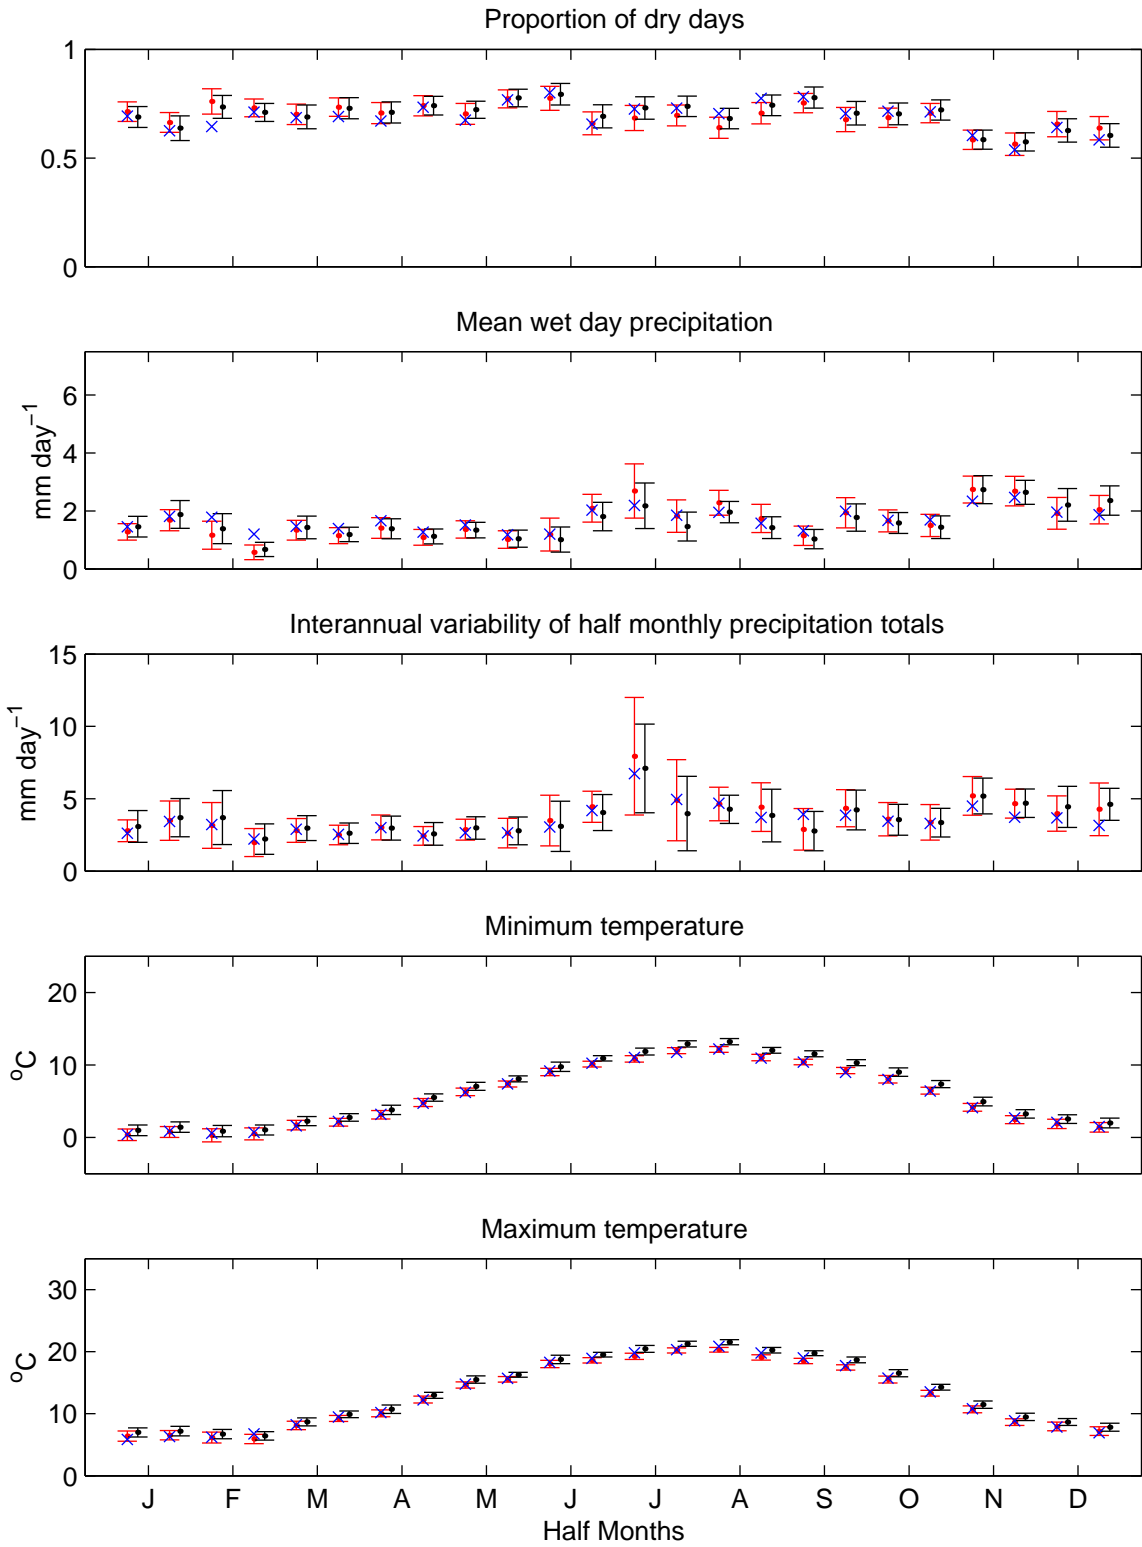 Proportion of dry days
1
0.5
0
Mean wet day precipitation
6
4
2
0
mm day⁻¹
Interannual variability of half monthly precipitation totals
15
10
5
0
mm day⁻¹
Minimum temperature
20
10
0
°C
Maximum temperature
30
20
10
0
°C
J F M A M J J A S O N D
Half Months